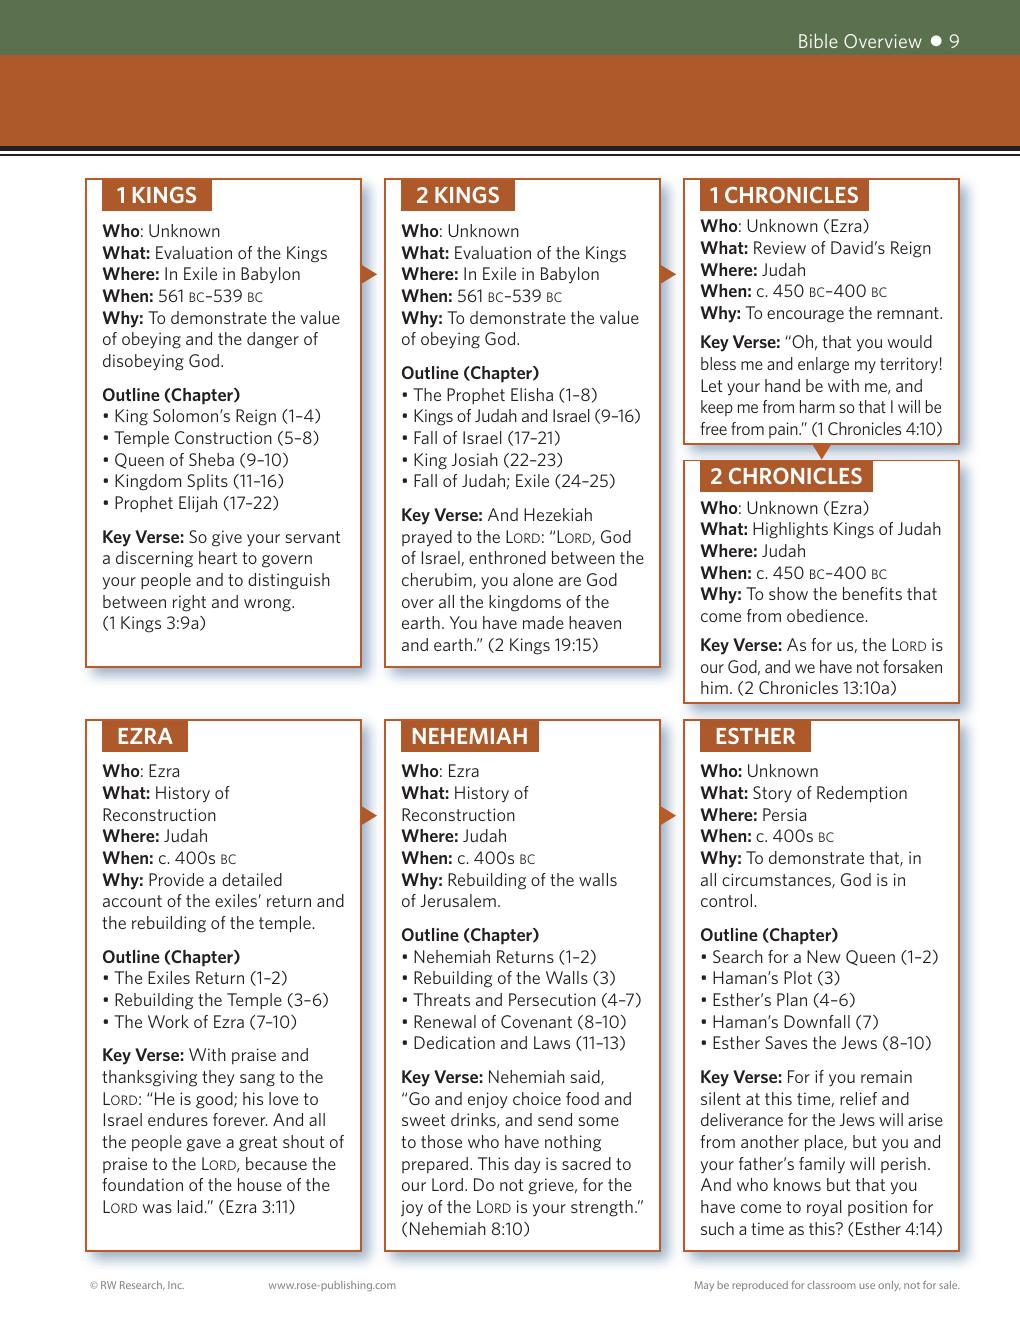 Bible Overview ● 9
1 KINGS
Who: Unknown
What: Evaluation of the Kings
Where: In Exile in Babylon
When: 561 BC–539 BC
Why: To demonstrate the value
of obeying and the danger of
disobeying God.
Outline (Chapter)
• King Solomon’s Reign (1–4)
• Temple Construction (5–8)
• Queen of Sheba (9–10)
• Kingdom Splits (11–16)
• Prophet Elijah (17–22)
Key Verse: So give your servant
a discerning heart to govern
your people and to distinguish
between right and wrong.
(1 Kings 3:9a)
2 KINGS
Who: Unknown
What: Evaluation of the Kings
Where: In Exile in Babylon
When: 561 BC–539 BC
Why: To demonstrate the value
of obeying God.
Outline (Chapter)
• The Prophet Elisha (1–8)
• Kings of Judah and Israel (9–16)
• Fall of Israel (17–21)
• King Josiah (22–23)
• Fall of Judah; Exile (24–25)
Key Verse: And Hezekiah
prayed to the LORD: “LORD, God
of Israel, enthroned between the
cherubim, you alone are God
over all the kingdoms of the
earth. You have made heaven
and earth.” (2 Kings 19:15)
1 CHRONICLES
Who: Unknown (Ezra)
What: Review of David’s Reign
Where: Judah
When: c. 450 BC–400 BC
Why: To encourage the remnant.
Key Verse: “Oh, that you would
bless me and enlarge my territory!
Let your hand be with me, and
keep me from harm so that I will be
free from pain.” (1 Chronicles 4:10)
2 CHRONICLES
Who: Unknown (Ezra)
What: Highlights Kings of Judah
Where: Judah
When: c. 450 BC–400 BC
Why: To show the benefits that
come from obedience.
Key Verse: As for us, the LORD is
our God, and we have not forsaken
him. (2 Chronicles 13:10a)
EZRA
Who: Ezra
What: History of
Reconstruction
Where: Judah
When: c. 400s BC
Why: Provide a detailed
account of the exiles’ return and
the rebuilding of the temple.
Outline (Chapter)
• The Exiles Return (1–2)
• Rebuilding the Temple (3–6)
• The Work of Ezra (7–10)
Key Verse: With praise and
thanksgiving they sang to the
LORD: “He is good; his love to
Israel endures forever. And all
the people gave a great shout of
praise to the LORD, because the
foundation of the house of the
LORD was laid.” (Ezra 3:11)
NEHEMIAH
Who: Ezra
What: History of
Reconstruction
Where: Judah
When: c. 400s BC
Why: Rebuilding of the walls
of Jerusalem.
Outline (Chapter)
• Nehemiah Returns (1–2)
• Rebuilding of the Walls (3)
• Threats and Persecution (4–7)
• Renewal of Covenant (8–10)
• Dedication and Laws (11–13)
Key Verse: Nehemiah said,
“Go and enjoy choice food and
sweet drinks, and send some
to those who have nothing
prepared. This day is sacred to
our Lord. Do not grieve, for the
joy of the LORD is your strength.”
(Nehemiah 8:10)
ESTHER
Who: Unknown
What: Story of Redemption
Where: Persia
When: c. 400s BC
Why: To demonstrate that, in
all circumstances, God is in
control.
Outline (Chapter)
• Search for a New Queen (1–2)
• Haman’s Plot (3)
• Esther’s Plan (4–6)
• Haman’s Downfall (7)
• Esther Saves the Jews (8–10)
Key Verse: For if you remain
silent at this time, relief and
deliverance for the Jews will arise
from another place, but you and
your father’s family will perish.
And who knows but that you
have come to royal position for
such a time as this? (Esther 4:14)
© RW Research, Inc. www.rose-publishing.com May be reproduced for classroom use only, not for sale.